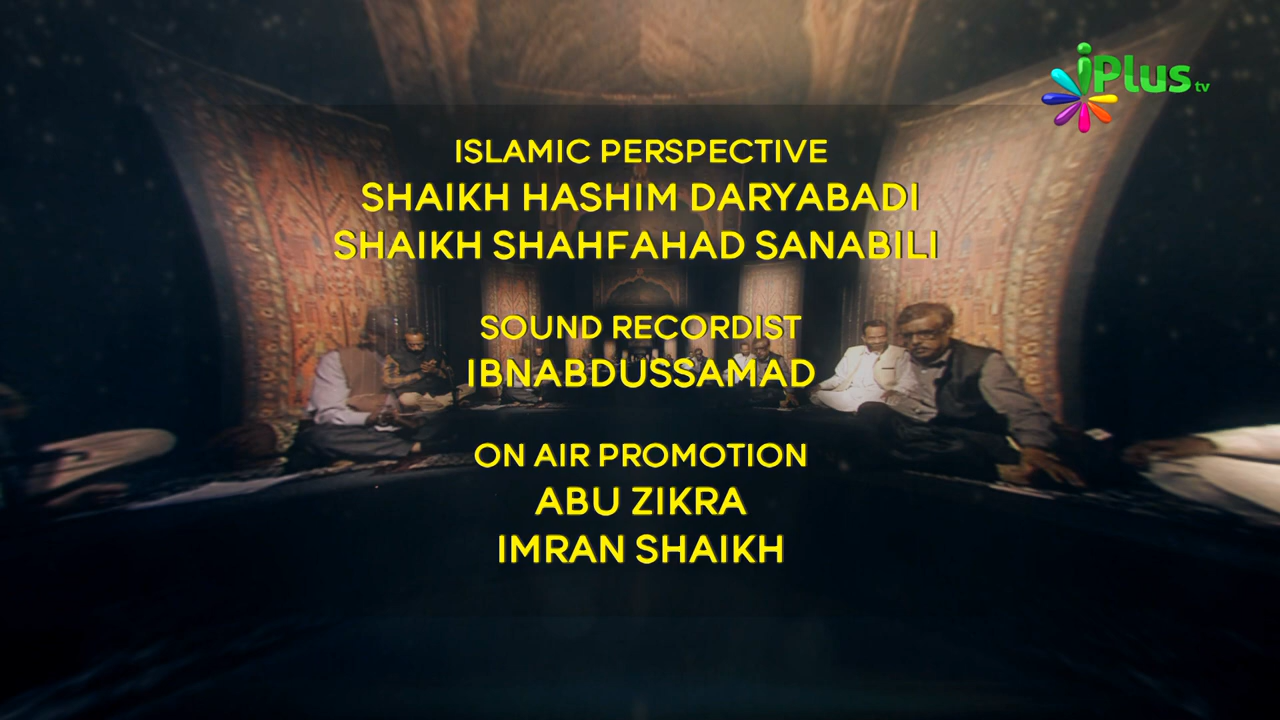 iPlus tv
ISLAMIC PERSPECTIVE
SHAIKH HASHIM DARYABADI
SHAIKH SHAHFAHAD SANABILI
SOUND RECORDIST
IBNABDUSSAMAD
ON AIR PROMOTION
ABU ZIKRA
IMRAN SHAIKH